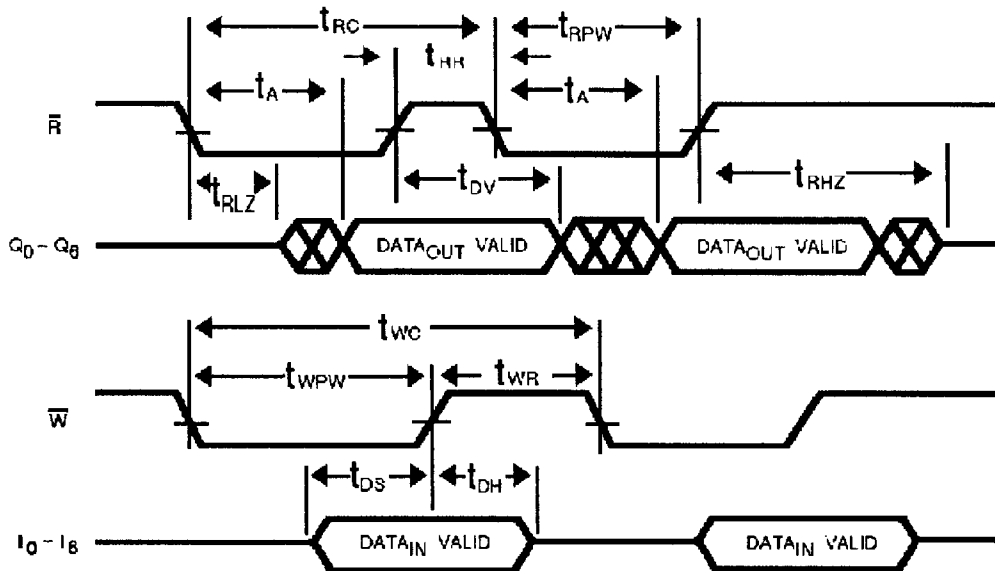 tRC tRPW
tRR
tA tA
R̅
tDV tRHZ
tRLZ
Q0 – Q8 DATAOUT VALID DATAOUT VALID
tWC
tWPW tWR
W̅
tDS tDH
I0 – I8 DATAIN VALID DATAIN VALID